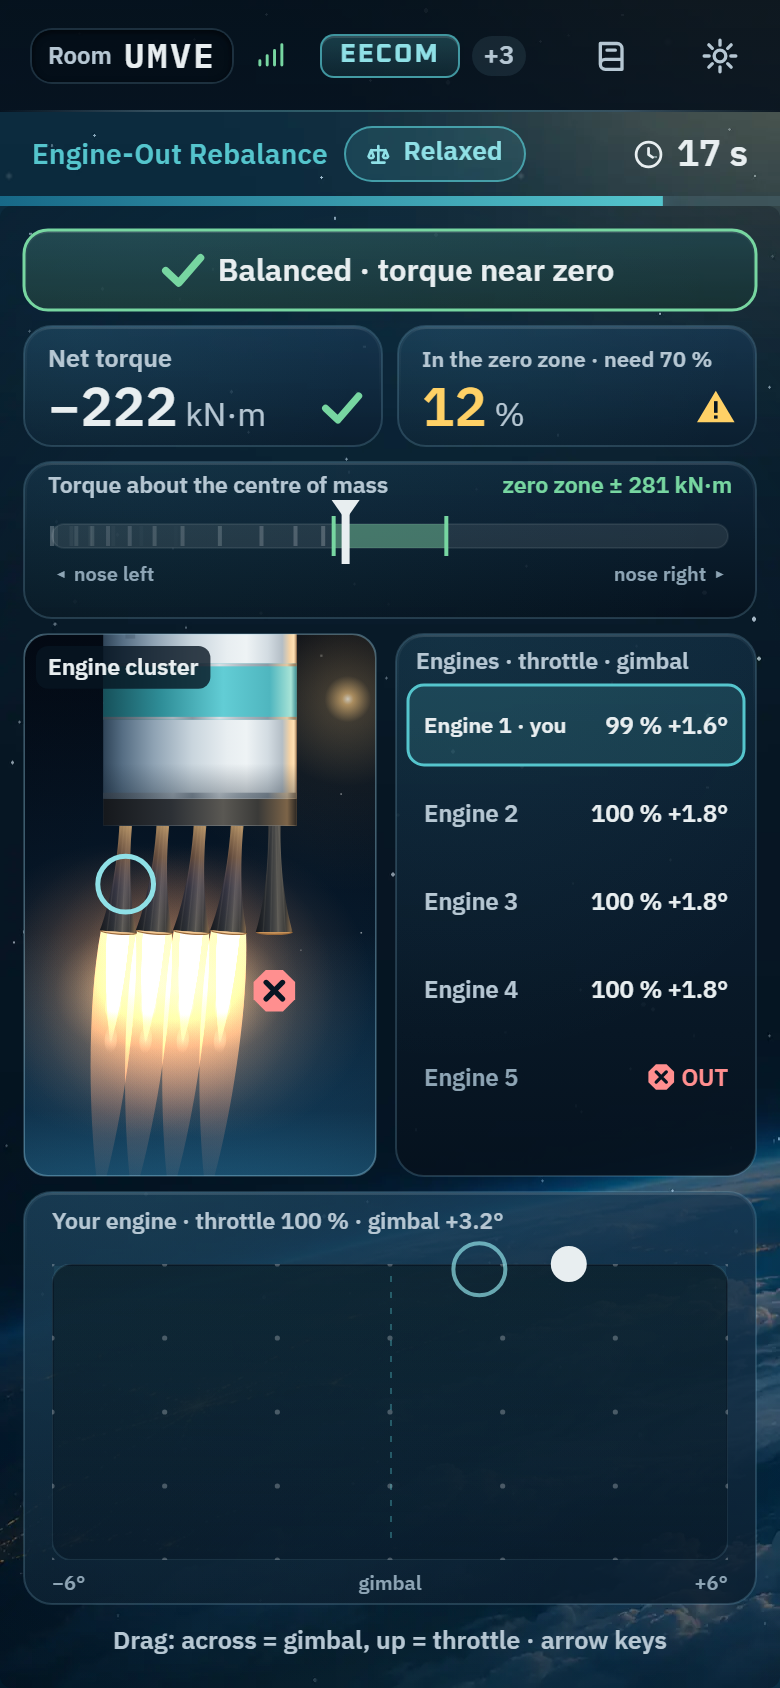 Room UMVE
EECOM
+3
Engine-Out Rebalance
Relaxed
17 s
Balanced · torque near zero
Net torque
−222 kN·m
In the zero zone · need 70 %
12 %
Torque about the centre of mass
zero zone ± 281 kN·m
◂ nose left
nose right ▸
Engine cluster
Engines · throttle · gimbal
Engine 1 · you 99 % +1.6°
Engine 2 100 % +1.8°
Engine 3 100 % +1.8°
Engine 4 100 % +1.8°
Engine 5 OUT
Your engine · throttle 100 % · gimbal +3.2°
−6°
gimbal
+6°
Drag: across = gimbal, up = throttle · arrow keys